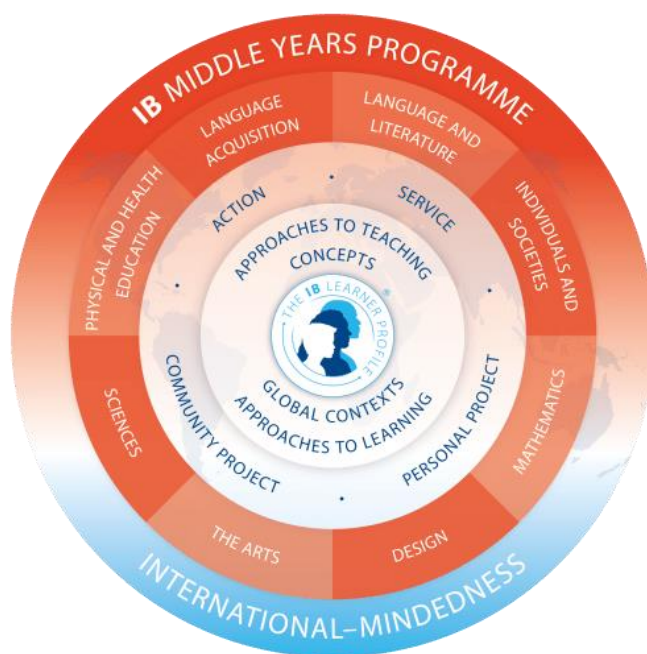 IB MIDDLE YEARS PROGRAMME
LANGUAGE
ACQUISITION
LANGUAGE AND
LITERATURE
INDIVIDUALS AND
SOCIETIES
MATHEMATICS
DESIGN
THE ARTS
SCIENCES
PHYSICAL AND HEALTH
EDUCATION
ACTION
SERVICE
PERSONAL PROJECT
COMMUNITY PROJECT
APPROACHES TO TEACHING
CONCEPTS
THE IB LEARNER PROFILE
®
GLOBAL CONTEXTS
APPROACHES TO LEARNING
INTERNATIONAL–MINDEDNESS